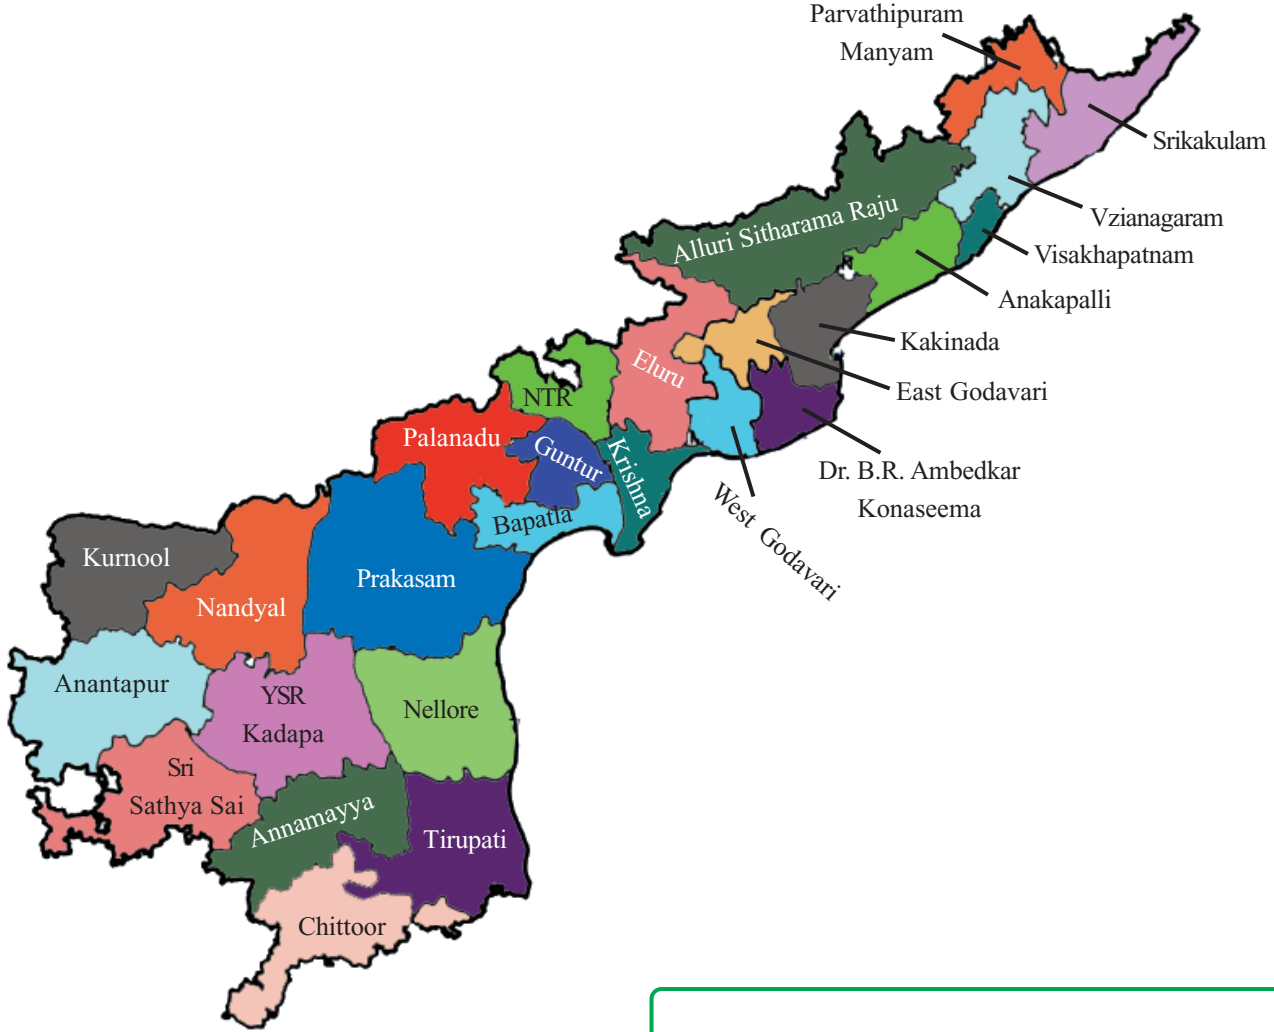 Parvathipuram
Manyam
Srikakulam
Vzianagaram
Visakhapatnam
Alluri Sitharama Raju
Anakapalli
Kakinada
East Godavari
Eluru
NTR
Palanadu
Guntur
Krishna
Dr. B.R. Ambedkar
Konaseema
West Godavari
Bapatla
Kurnool
Prakasam
Nandyal
Anantapur
YSR
Kadapa
Nellore
Sri
Sathya Sai
Annamayya
Tirupati
Chittoor